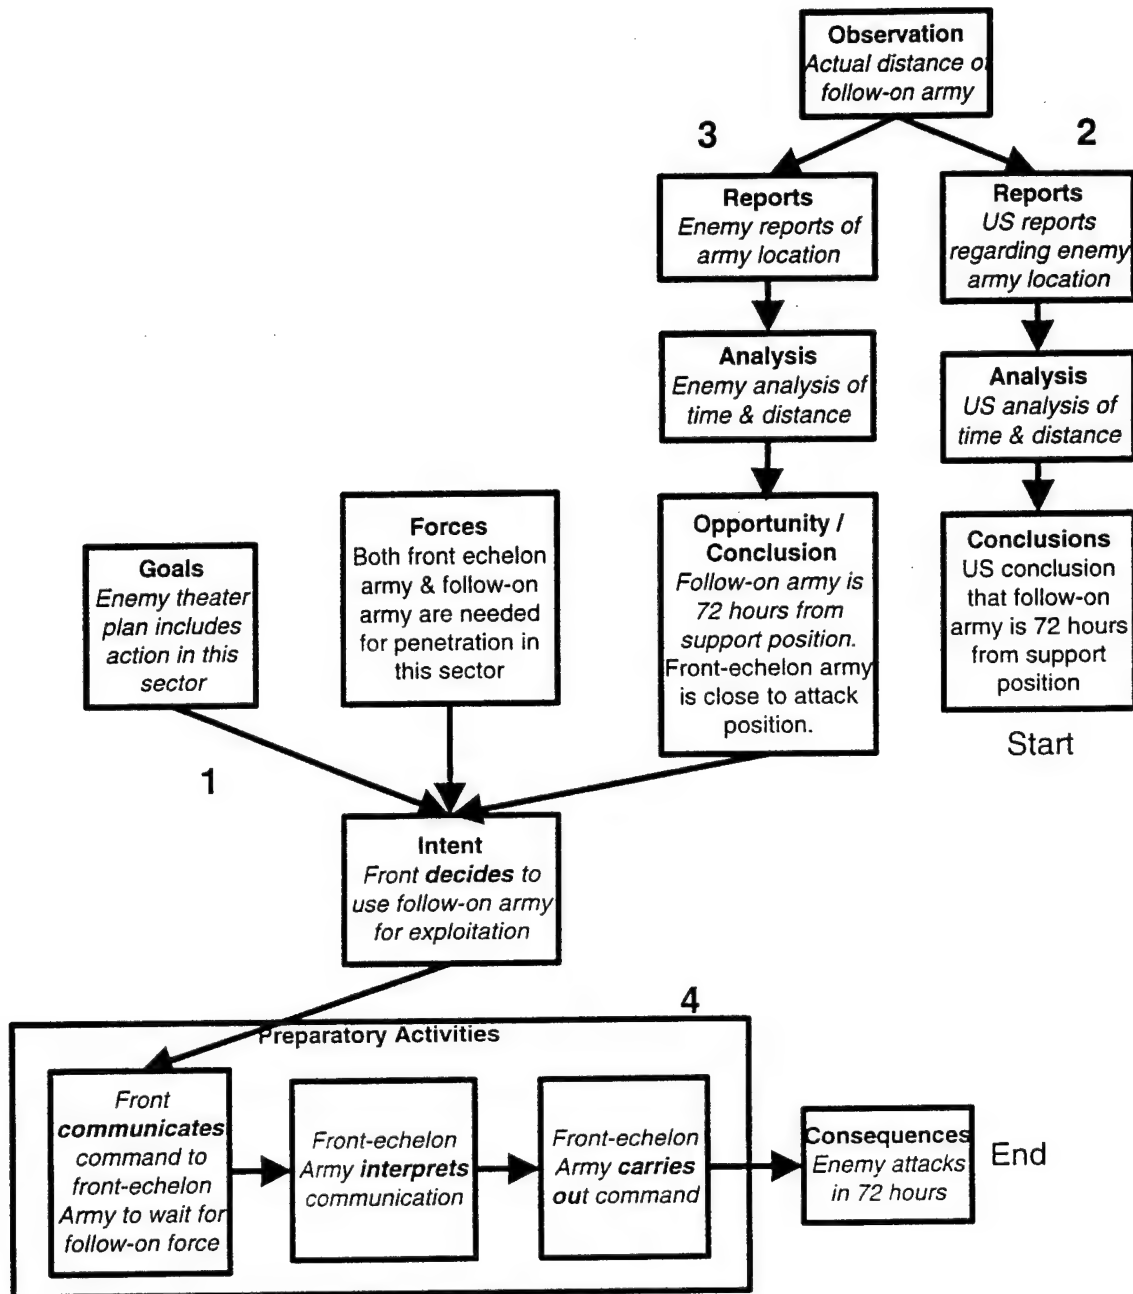 Observation
Actual distance of
follow-on army
3
2
Reports
Enemy reports of
army location
Reports
US reports
regarding enemy
army location
Analysis
Enemy analysis of
time & distance
Analysis
US analysis of
time & distance
Goals
Enemy theater
plan includes
action in this
sector
Forces
Both front echelon
army & follow-on
army are needed
for penetration in
this sector
Opportunity /
Conclusion
Follow-on army is
72 hours from
support position.
Front-echelon army
is close to attack
position.
Conclusions
US conclusion
that follow-on
army is 72 hours
from support
position
Start
1
Intent
Front decides to
use follow-on army
for exploitation
4
Preparatory Activities
Front
communicates
command to
front-echelon
Army to wait for
follow-on force
Front-echelon
Army interprets
communication
Front-echelon
Army carries
out command
Consequences
Enemy attacks
in 72 hours
End